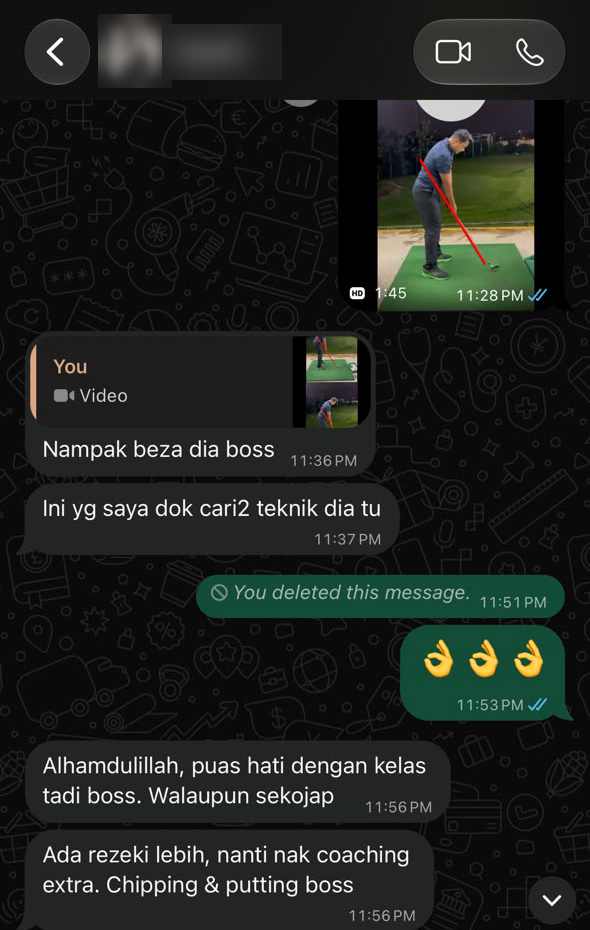 HD 1:45 11:28 PM
You
Video
Nampak beza dia boss 11:36 PM
Ini yg saya dok cari2 teknik dia tu
11:37 PM
You deleted this message. 11:51 PM
11:53 PM
Alhamdulillah, puas hati dengan kelas
tadi boss. Walaupun sekojap 11:56 PM
Ada rezeki lebih, nanti nak coaching
extra. Chipping & putting boss
11:56 PM